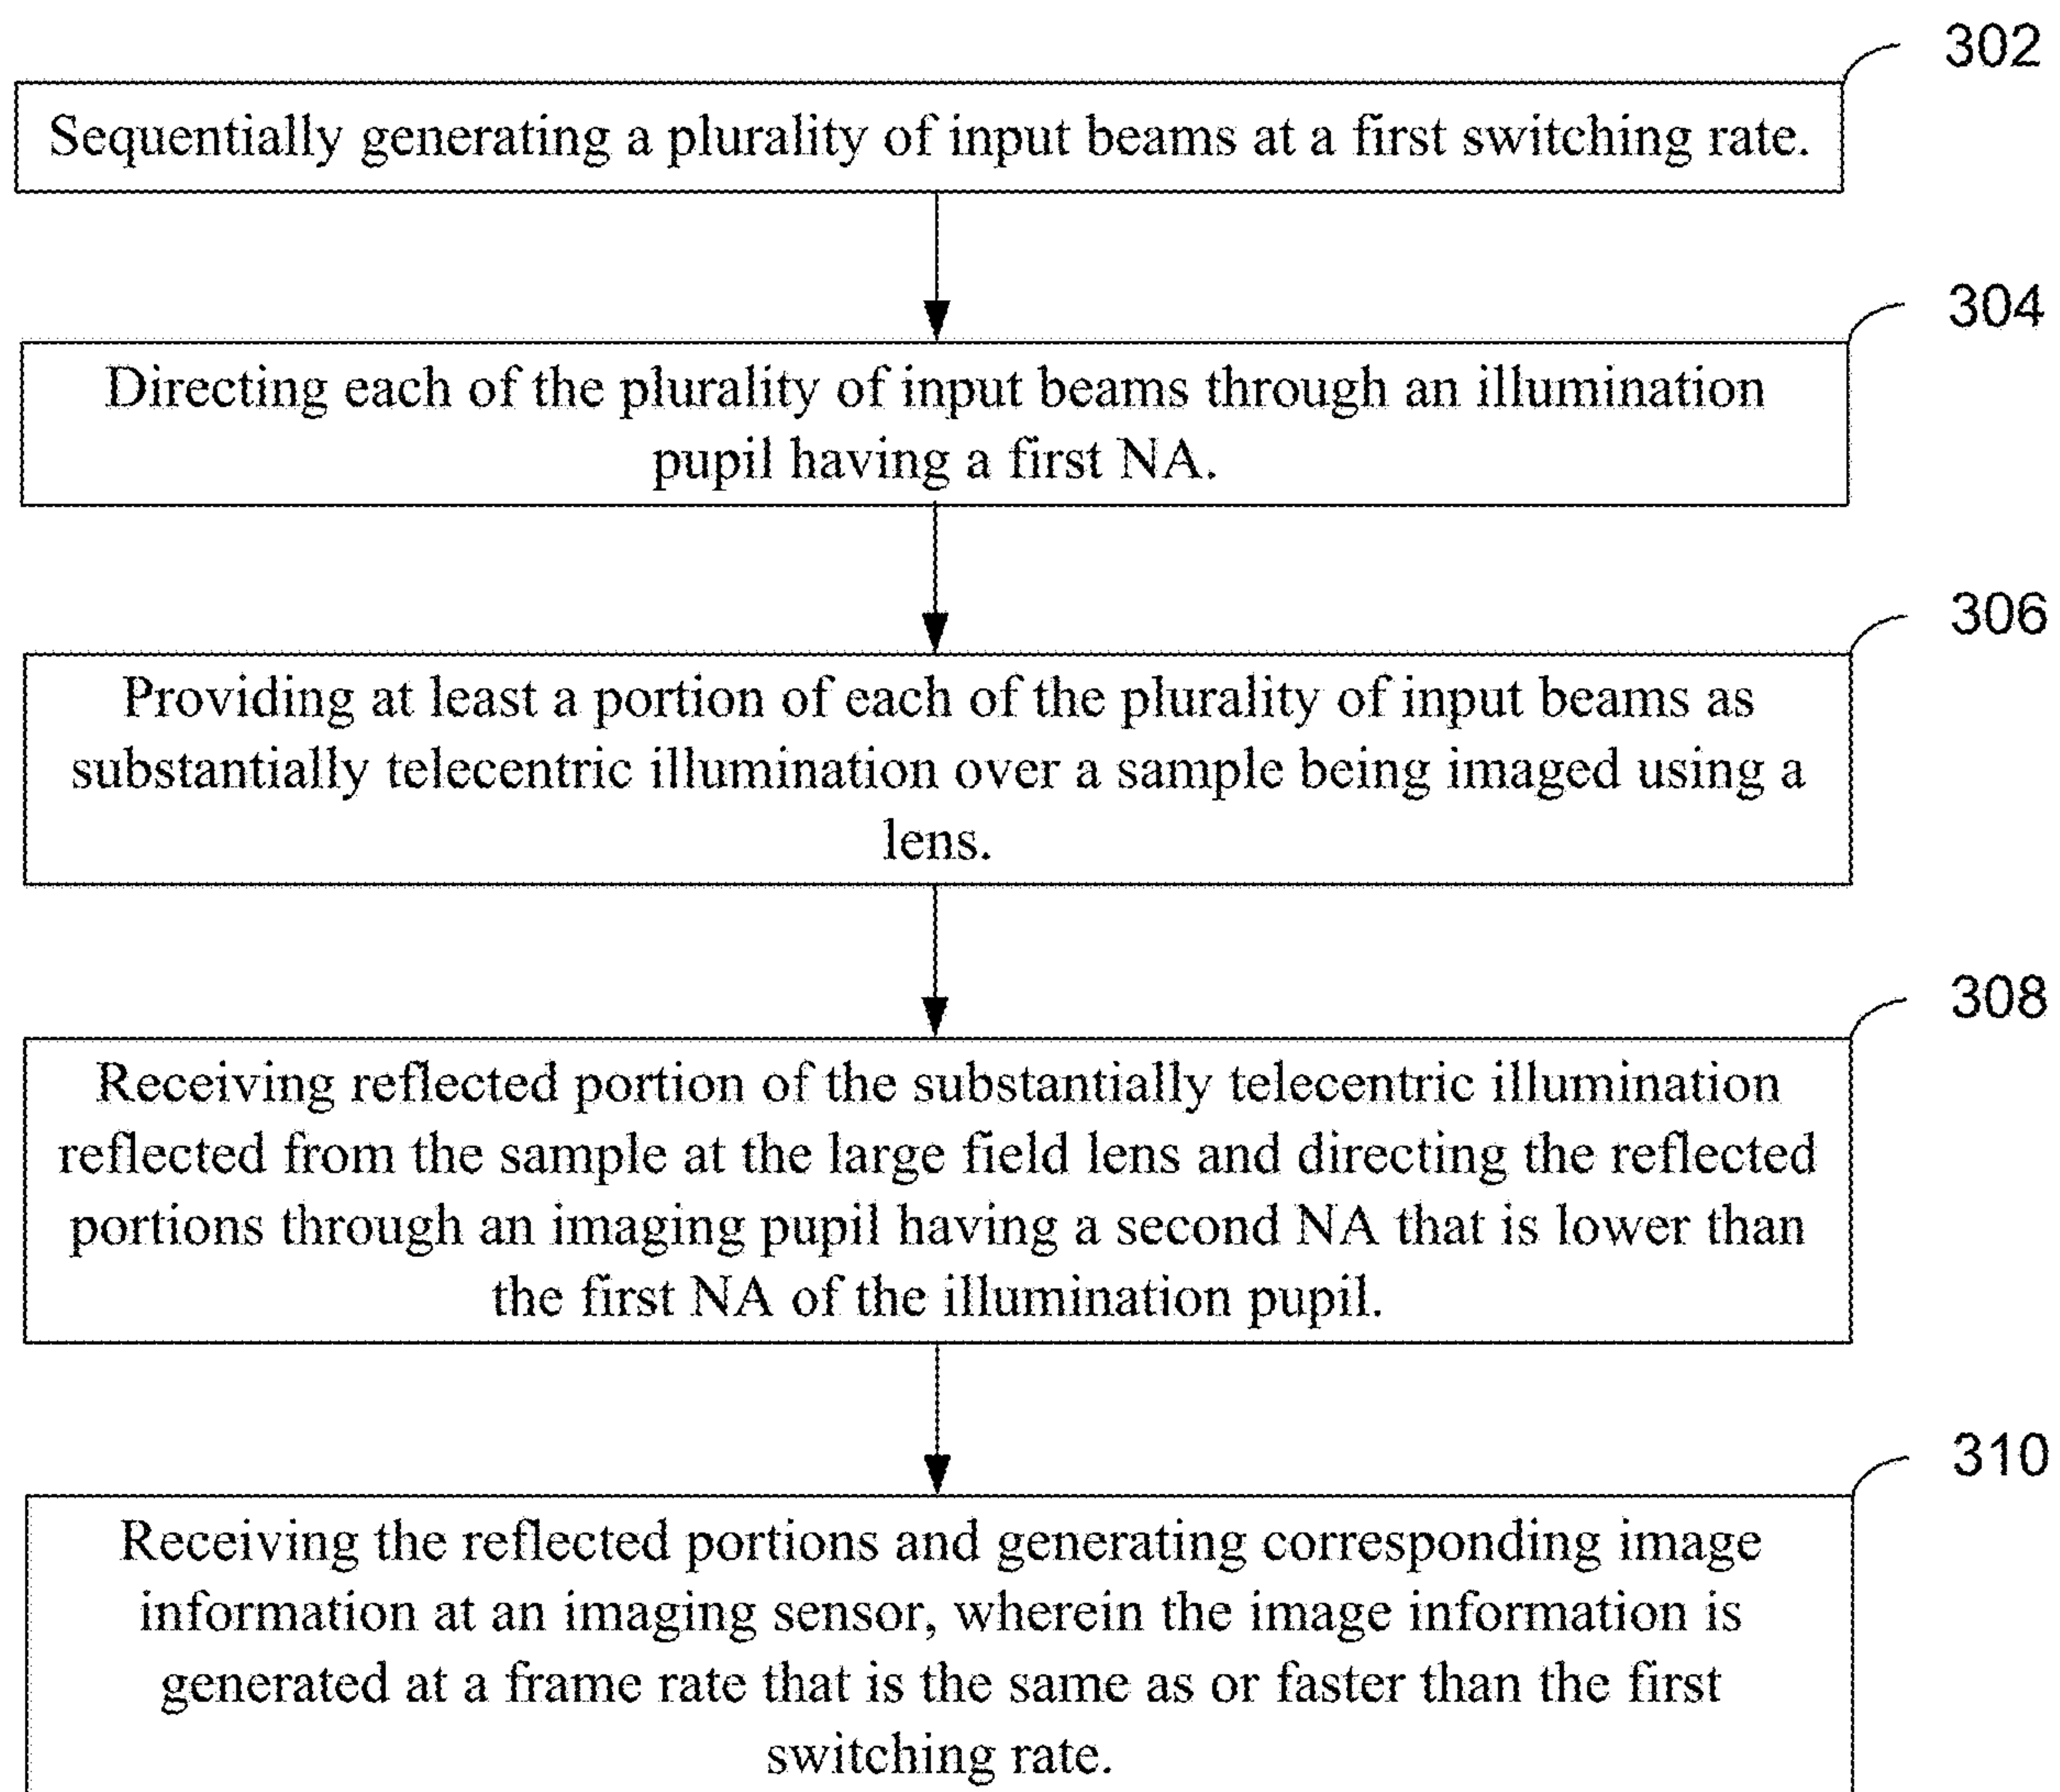 302
Sequentially generating a plurality of input beams at a first switching rate.
304
Directing each of the plurality of input beams through an illumination
pupil having a first NA.
306
Providing at least a portion of each of the plurality of input beams as
substantially telecentric illumination over a sample being imaged using a
lens.
308
Receiving reflected portion of the substantially telecentric illumination
reflected from the sample at the large field lens and directing the reflected
portions through an imaging pupil having a second NA that is lower than
the first NA of the illumination pupil.
310
Receiving the reflected portions and generating corresponding image
information at an imaging sensor, wherein the image information is
generated at a frame rate that is the same as or faster than the first
switching rate.